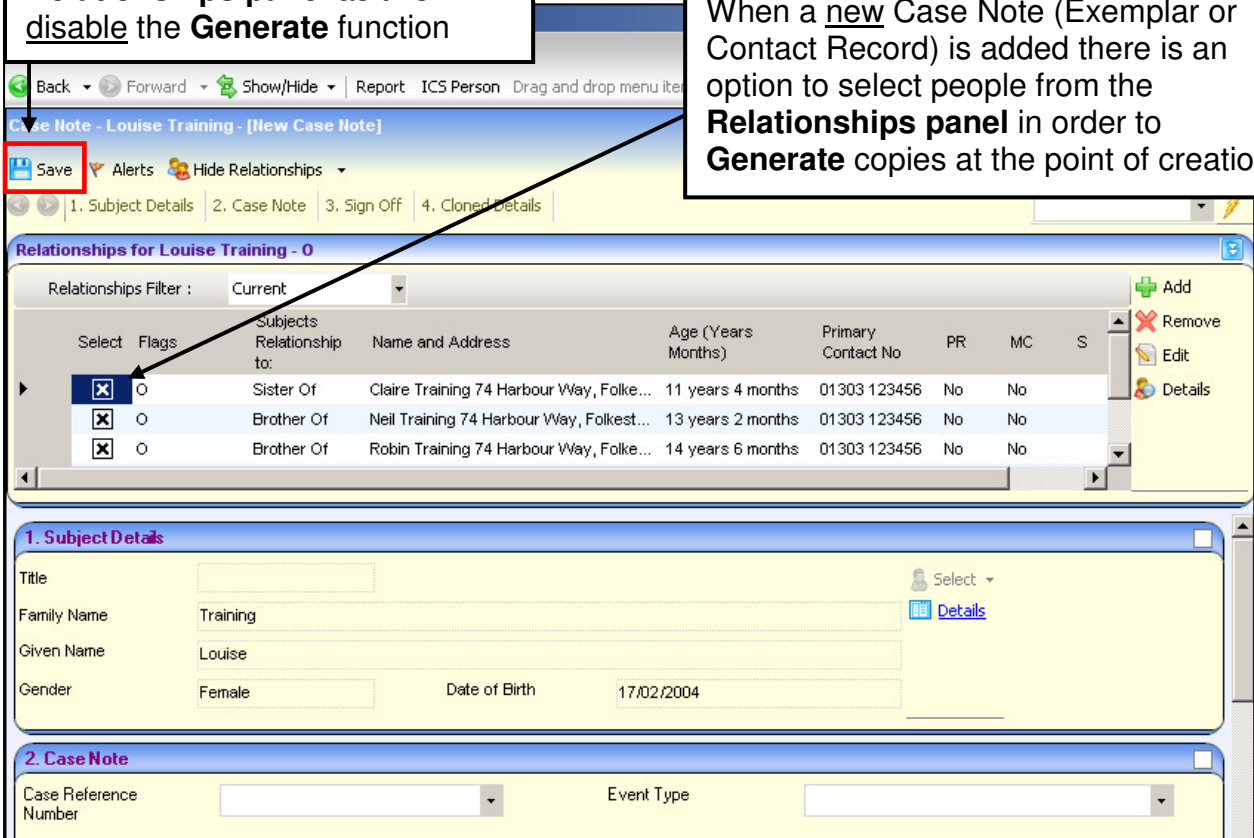 disable the Generate function
When a new Case Note (Exemplar or
Contact Record) is added there is an
option to select people from the
Relationships panel in order to
Generate copies at the point of creatio
Back Forward Show/Hide Report ICS Person Drag and drop menu
Case Note - Louise Training - [New Case Note]
Save Alerts Hide Relationships
1. Subject Details 2. Case Note 3. Sign Off 4. Cloned Details
Relationships for Louise Training - O
Relationships Filter : Current
Add
Remove
Edit
Details
Select Flags Subjects Relationship to: Name and Address Age (Years Months) Primary Contact No PR MC S
O Sister Of Claire Training 74 Harbour Way, Folke... 11 years 4 months 01303 123456 No No
O Brother Of Neil Training 74 Harbour Way, Folkest... 13 years 2 months 01303 123456 No No
O Brother Of Robin Training 74 Harbour Way, Folke... 14 years 6 months 01303 123456 No No
1. Subject Details
Title
Select
Family Name Training
Details
Given Name Louise
Gender Female Date of Birth 17/02/2004
2. Case Note
Case Reference
Number
Event Type